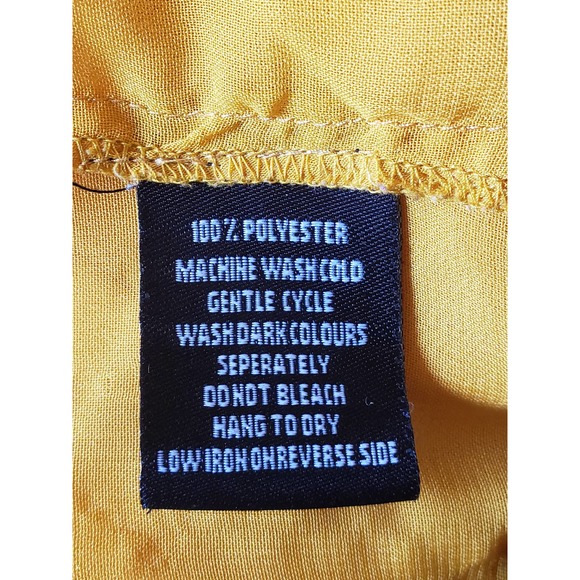 100% POLYESTER
MACHINE WASH COLD
GENTLE CYCLE
WASH DARK COLOURS
SEPERATELY
DO NOT BLEACH
HANG TO DRY
LOW IRON ON REVERSE SIDE